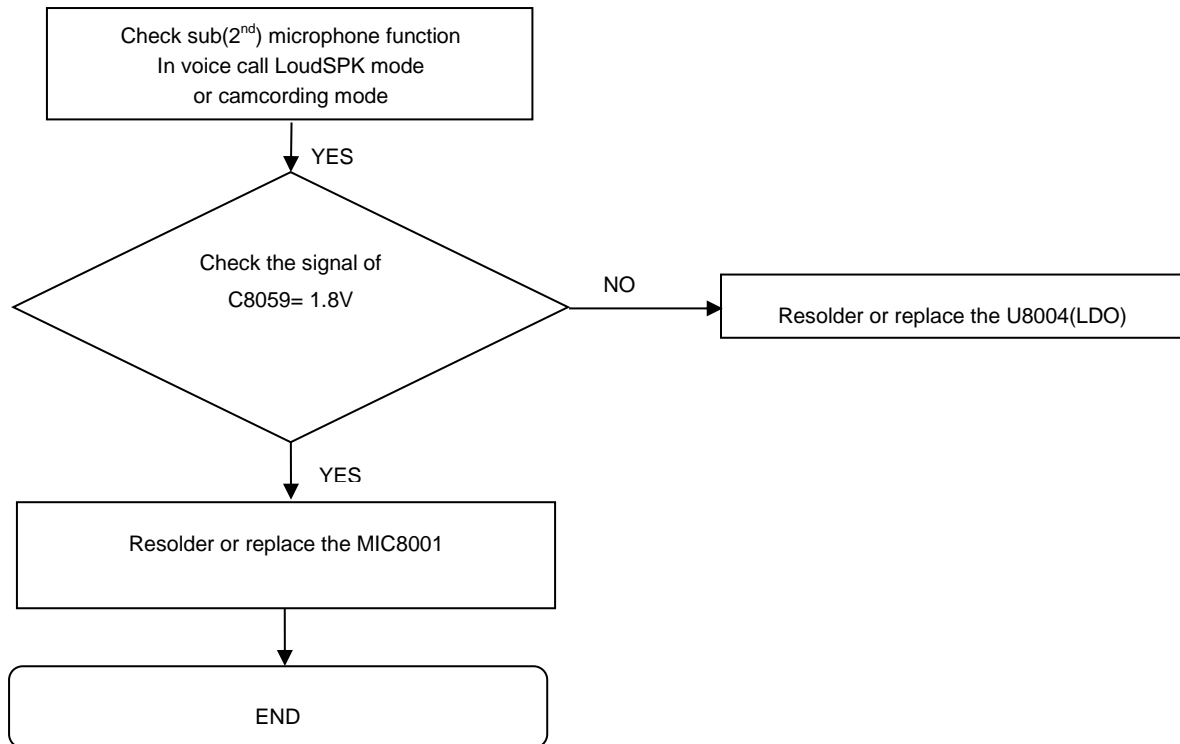 Check sub(2nd) microphone function
In voice call LoudSPK mode
or camcording mode
YES
Check the signal of
C8059= 1.8V
NO
Resolder or replace the U8004(LDO)
YES
Resolder or replace the MIC8001
END